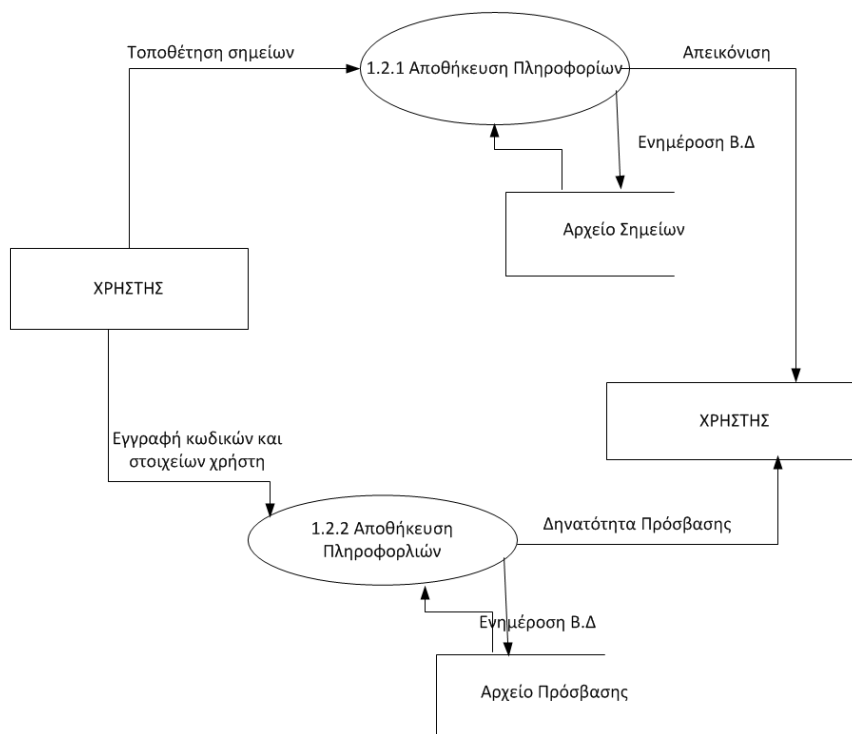 Τοποθέτηση σημείων
1.2.1 Αποθήκευση Πληροφορίων
Απεικόνιση
Ενημέροση Β.Δ
Αρχείο Σημείων
ΧΡΗΣΤΗΣ
ΧΡΗΣΤΗΣ
Εγγραφή κωδικών και
στοιχείων χρήστη
1.2.2 Αποθήκευση
Πληροφορλιών
Δηνατότητα Πρόσβασης
Ενημέροση Β.Δ
Αρχείο Πρόσβασης